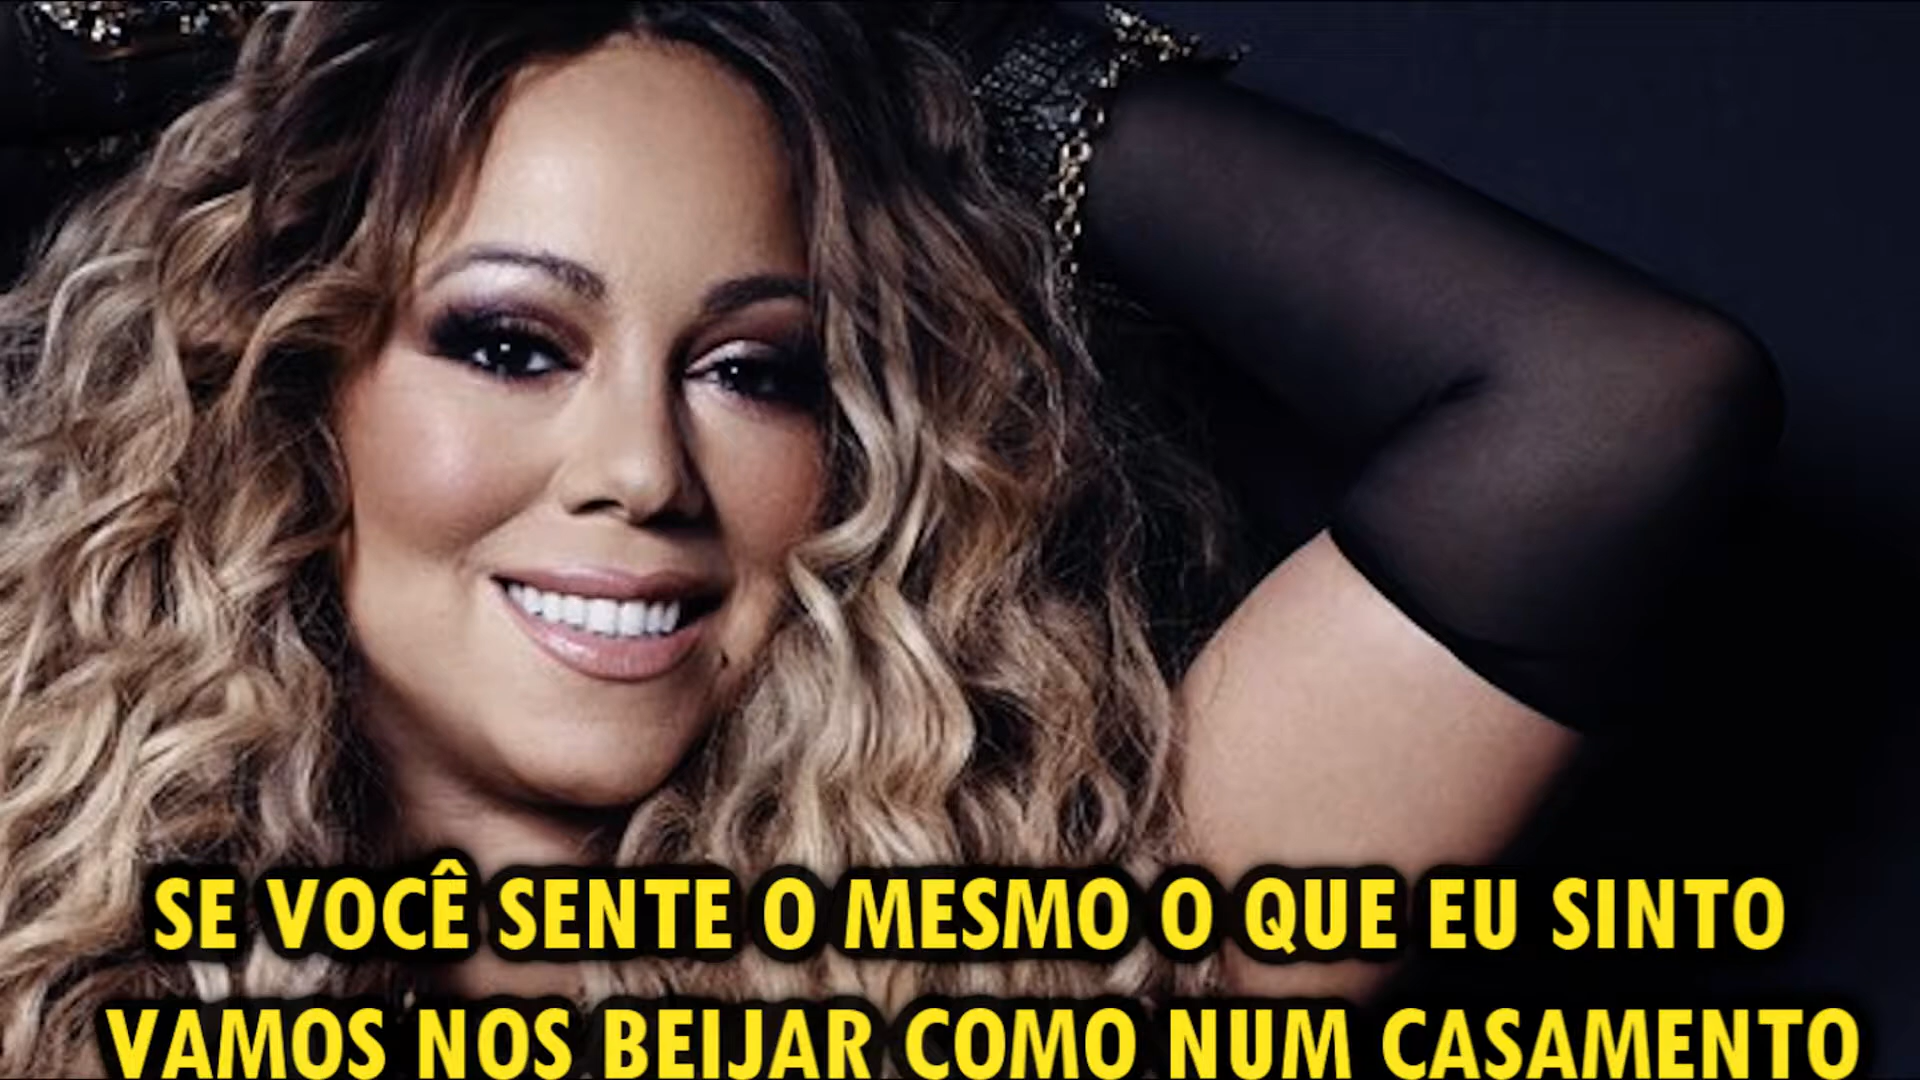 SE VOCÊ SENTE O MESMO O QUE EU SINTO
VAMOS NOS BEIJAR COMO NUM CASAMENTO